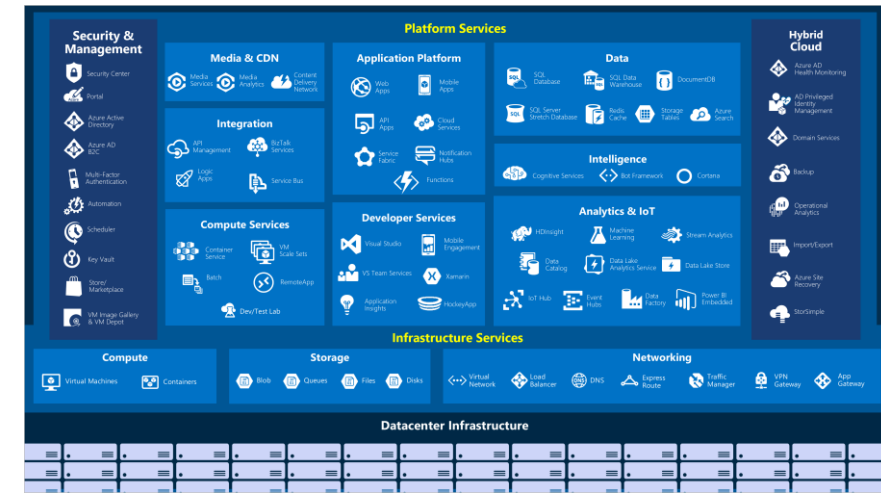 Platform Services
Security &
Management
Security Center
Portal
Azure Active
Directory
Azure AD
B2C
Multi-Factor
Authentication
Automation
Scheduler
Key Vault
Store/
Marketplace
VM Image Gallery
& VM Depot
Media & CDN
Media
Services
Media
Analytics
Content
Delivery
Network
Integration
API
Management
BizTalk
Services
Logic
Apps
Service Bus
Compute Services
Container
Service
VM
Scale Sets
Batch
RemoteApp
Dev/Test Lab
Application Platform
Web
Apps
Mobile
Apps
API
Apps
Cloud
Services
Service
Fabric
Notification
Hubs
Functions
Developer Services
Visual Studio
Mobile
Engagement
VS Team Services
Xamarin
Application
Insights
HockeyApp
Data
SQL
SQL
Database
SQL
SQL Data
Warehouse
DocumentDB
SQL
SQL Server
Stretch Database
Redis
Cache
Storage
Tables
Azure
Search
Intelligence
Cognitive Services
Bot Framework
Cortana
Analytics & IoT
HDInsight
Machine
Learning
Stream Analytics
Data
Catalog
Data Lake
Analytics Service
Data Lake Store
IoT Hub
Event
Hubs
Data
Factory
Power BI
Embedded
Hybrid
Cloud
Azure AD
Health Monitoring
AD Privileged
Identity
Management
Domain Services
Backup
Operational
Analytics
Import/Export
Azure Site
Recovery
StorSimple
Infrastructure Services
Compute
Virtual Machines
Containers
Storage
Blob
Queues
Files
Disks
Networking
Virtual
Network
Load
Balancer
DNS
DNS
Express
Route
Traffic
Manager
VPN
Gateway
App
Gateway
Datacenter Infrastructure